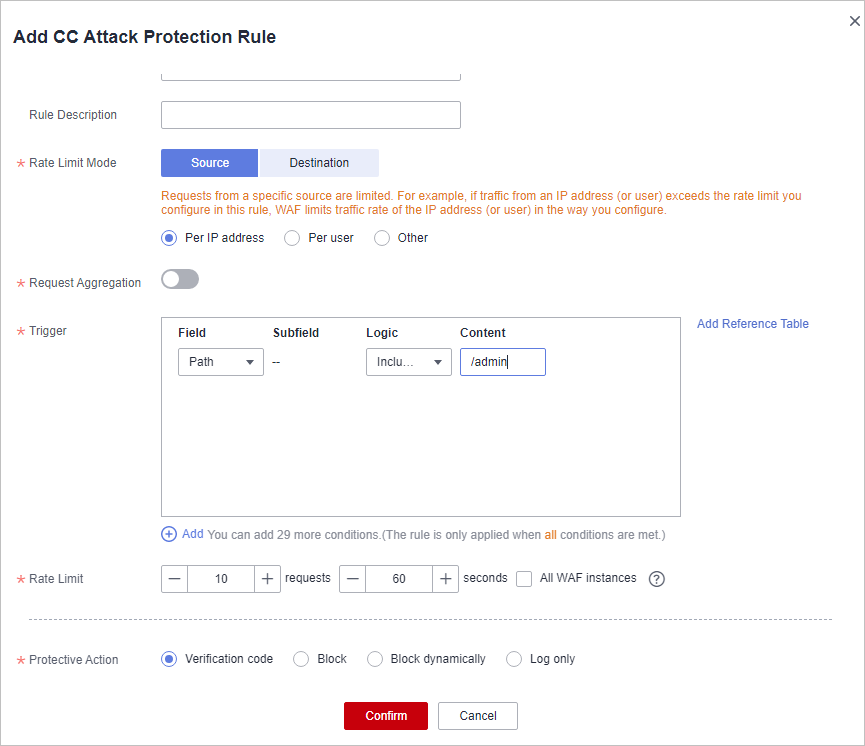 Add CC Attack Protection Rule
Rule Description
* Rate Limit Mode Source Destination
Requests from a specific source are limited. For example, if traffic from an IP address (or user) exceeds the rate limit you
configure in this rule, WAF limits traffic rate of the IP address (or user) in the way you configure.
Per IP address Per user Other
* Request Aggregation
* Trigger Add Reference Table
Field Subfield Logic Content
Path -- Inclu... /admin
Add You can add 29 more conditions.(The rule is only applied when all conditions are met.)
* Rate Limit 10 requests 60 seconds All WAF instances ?
* Protective Action Verification code Block Block dynamically Log only
Confirm Cancel